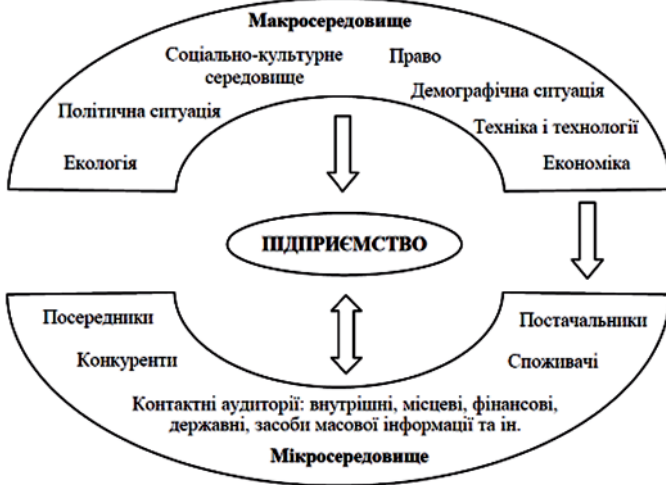 Макросередовище
Соціально-культурне
середовище
Право
Демографічна ситуація
Політична ситуація
Техніка і технології
Екологія
Економіка
ПІДПРИЄМСТВО
Посередники
Постачальники
Конкуренти
Споживачі
Контактні аудиторії: внутрішні, місцеві, фінансові,
державні, засоби масової інформації та ін.
Мікросередовище